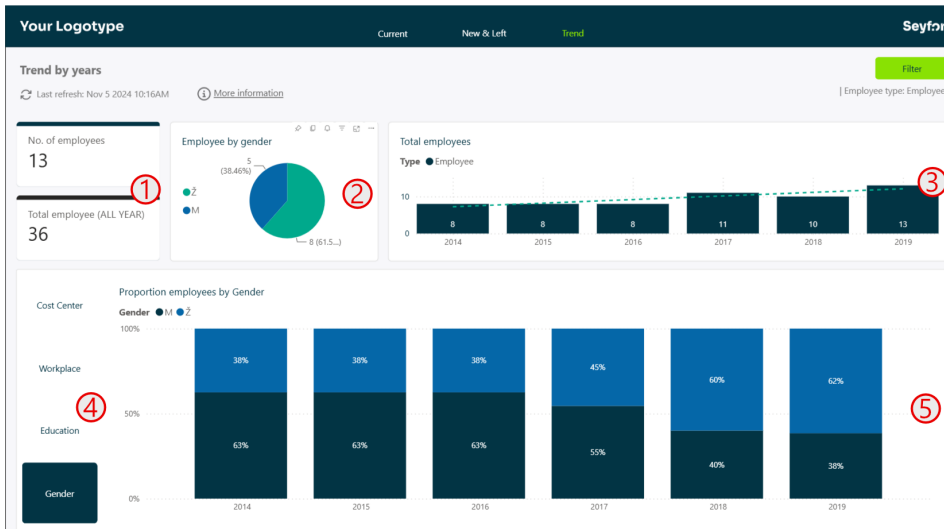 Your Logotype
Current
New & Left
Trend
Seyfor
Trend by years
Filter
Last refresh: Nov 5 2024 10:16AM
More information
| Employee type: Employee
No. of employees
13
1
Total employee (ALL YEAR)
36
Employee by gender
5
(38.46%)
Ž
M
8 (61.5...)
2
Total employees
Type Employee
3
10
0
8
8
8
11
10
13
2014
2015
2016
2017
2018
2019
Cost Center
Workplace
4
Education
Gender
Proportion employees by Gender
Gender M Ž
100%
50%
0%
38%
38%
38%
45%
60%
62%
63%
63%
63%
55%
40%
38%
5
2014
2015
2016
2017
2018
2019